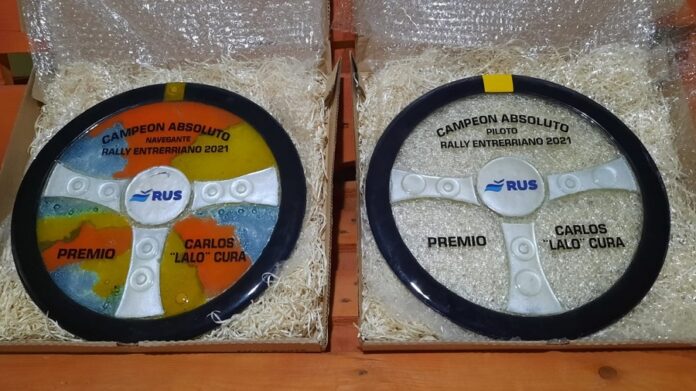 CAMPEON ABSOLUTO
NAVEGANTE
RALLY ENTRERRIANO 2021
RUS
PREMIO
CARLOS
"LALO" CURA
CAMPEON ABSOLUTO
PILOTO
RALLY ENTRERRIANO 2021
RUS
PREMIO
CARLOS
"LALO" CURA